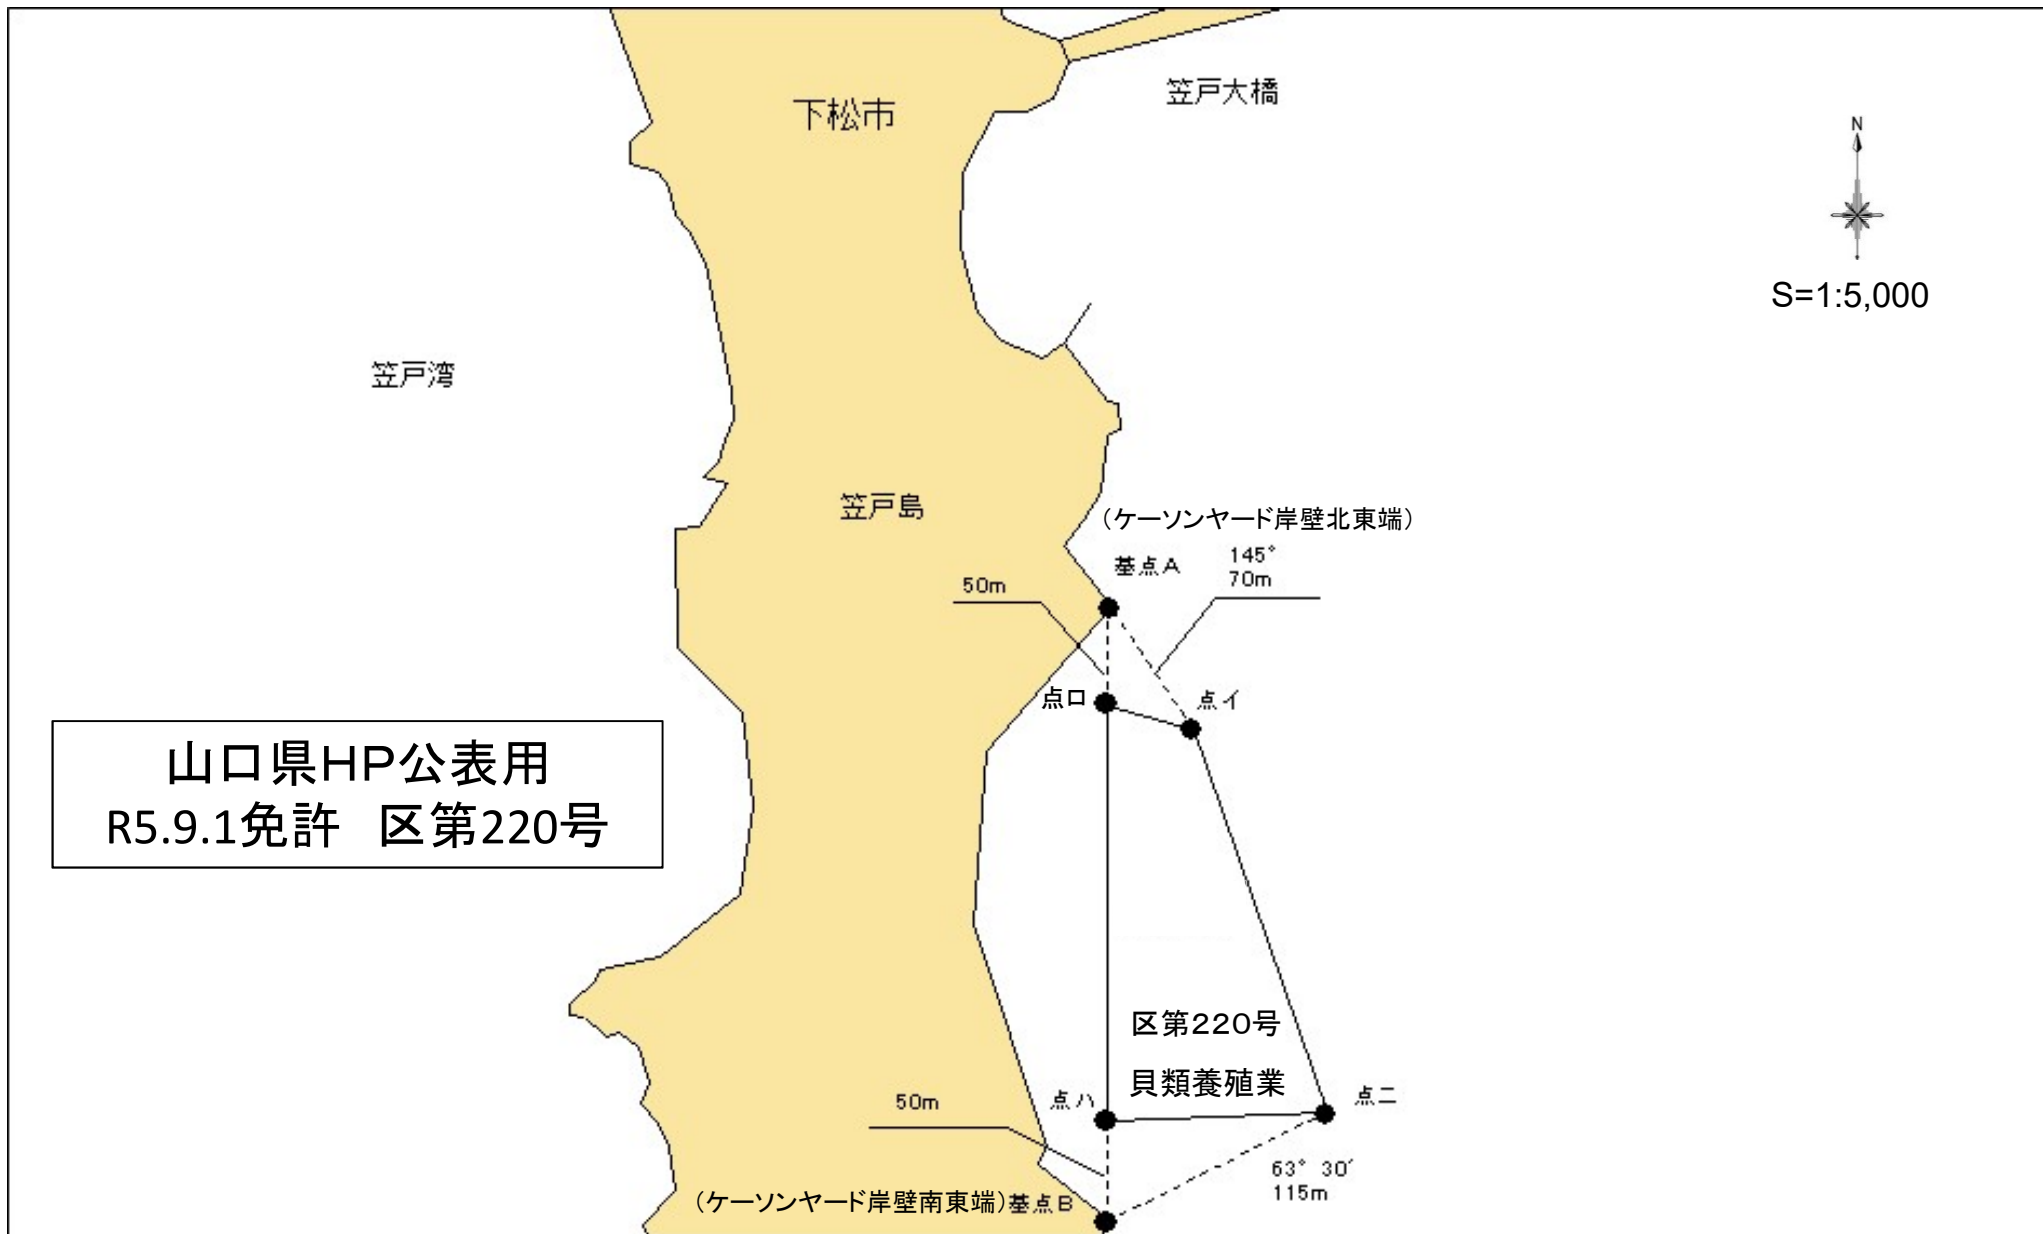 下松市
笠戸大橋
N
S=1:5,000
笠戸湾
笠戸島
(ケーソンヤード岸壁北東端)
基点A
145°
70m
50m
点ロ
点イ
山口県HP公表用
R5.9.1免許　区第220号
区第220号
貝類養殖業
50m
点ハ
点ニ
63° 30′
115m
(ケーソンヤード岸壁南東端)基点B